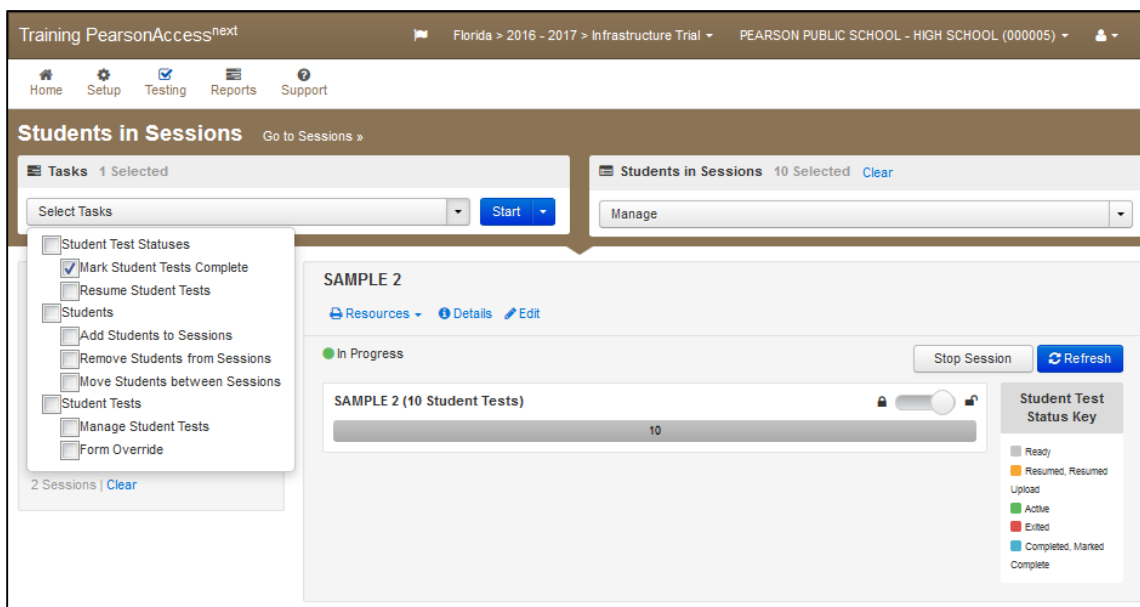 Training PearsonAccessnext
Florida > 2016 - 2017 > Infrastructure Trial
PEARSON PUBLIC SCHOOL - HIGH SCHOOL (000005)
Home
Setup
Testing
Reports
Support
Students in Sessions Go to Sessions »
Tasks 1 Selected
Select Tasks
Start
Students in Sessions 10 Selected Clear
Manage
Student Test Statuses
Mark Student Tests Complete
Resume Student Tests
Students
Add Students to Sessions
Remove Students from Sessions
Move Students between Sessions
Student Tests
Manage Student Tests
Form Override
2 Sessions | Clear
SAMPLE 2
Resources Details Edit
In Progress
Stop Session
Refresh
SAMPLE 2 (10 Student Tests)
10
Student Test
Status Key
Ready
Resumed, Resumed
Upload
Active
Exited
Completed, Marked
Complete